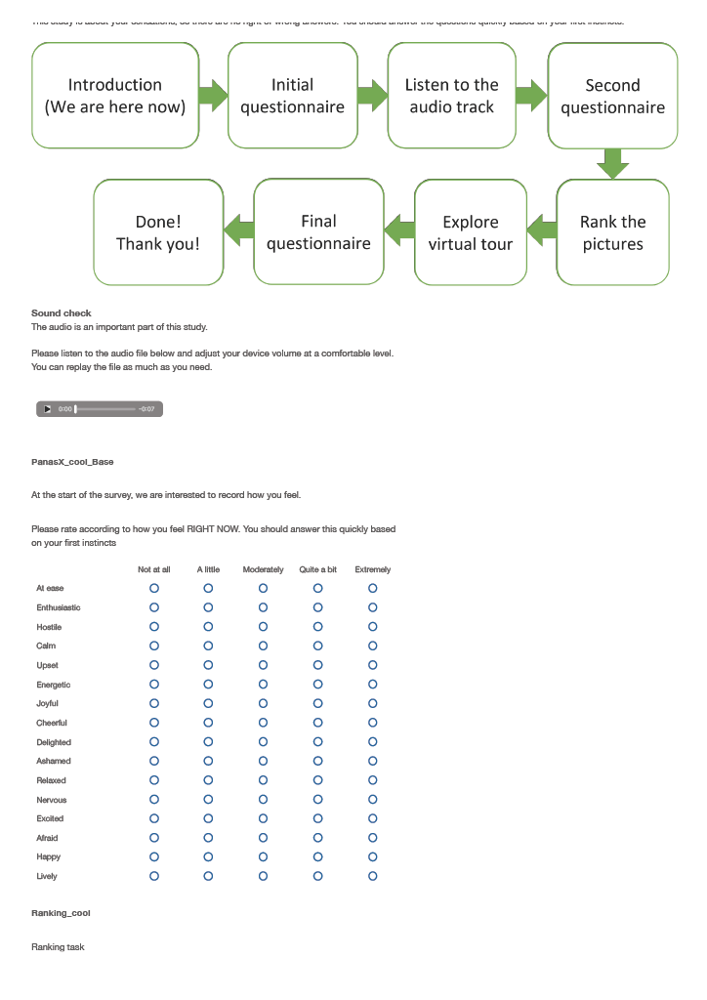 This study is about your sensations, so there are no right or wrong answers. You should answer the questions quickly based on your first instincts.
Introduction
(We are here now)
Initial
questionnaire
Listen to the
audio track
Second
questionnaire
Done!
Thank you!
Final
questionnaire
Explore
virtual tour
Rank the
pictures
Sound check
The audio is an important part of this study.
Please listen to the audio file below and adjust your device volume at a comfortable level.
You can replay the file as much as you need.
0:00 -0:07
PanasX_cool_Base
At the start of the survey, we are interested to record how you feel.
Please rate according to how you feel RIGHT NOW. You should answer this quickly based
on your first instincts
Not at all A little Moderately Quite a bit Extremely
At ease
Enthusiastic
Hostile
Calm
Upset
Energetic
Joyful
Cheerful
Delighted
Ashamed
Relaxed
Nervous
Excited
Afraid
Happy
Lively
Ranking_cool
Ranking task